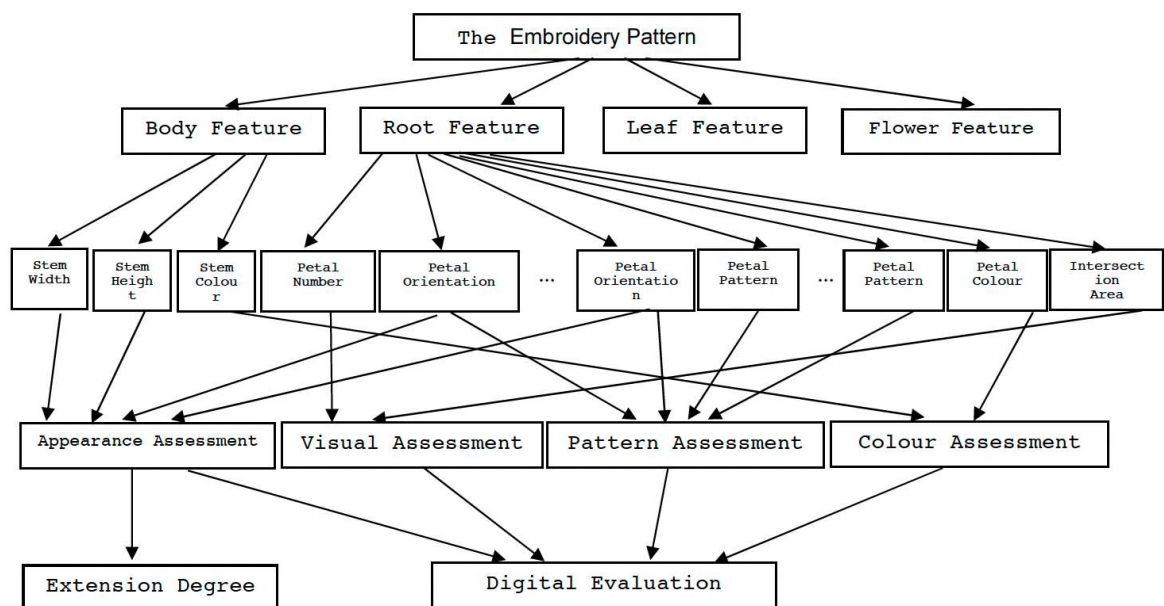 The Embroidery Pattern
Body Feature
Root Feature
Leaf Feature
Flower Feature
Stem
Width
Stem
Heigh
t
Stem
Colou
r
Petal
Number
Petal
Orientation
...
Petal
Orientatio
n
Petal
Pattern
...
Petal
Pattern
Petal
Colour
Intersect
ion
Area
Appearance Assessment
Visual Assessment
Pattern Assessment
Colour Assessment
Extension Degree
Digital Evaluation